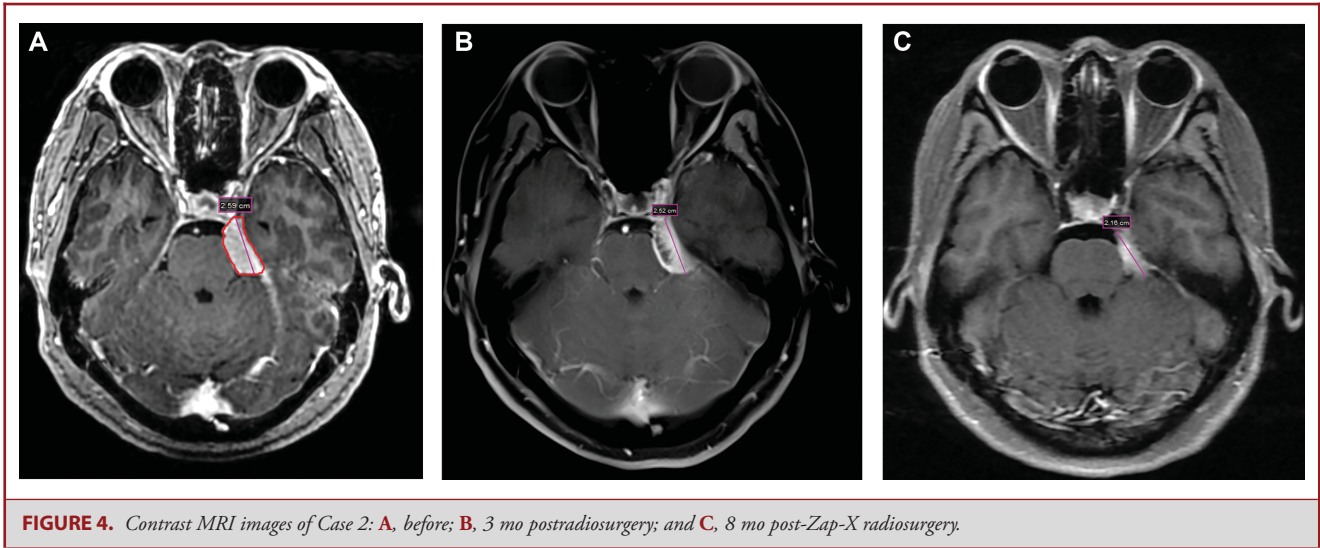 A
B
C
2.59 cm
2.52 cm
2.16 cm
FIGURE 4. Contrast MRI images of Case 2: A, before; B, 3 mo postradiosurgery; and C, 8 mo post-Zap-X radiosurgery.